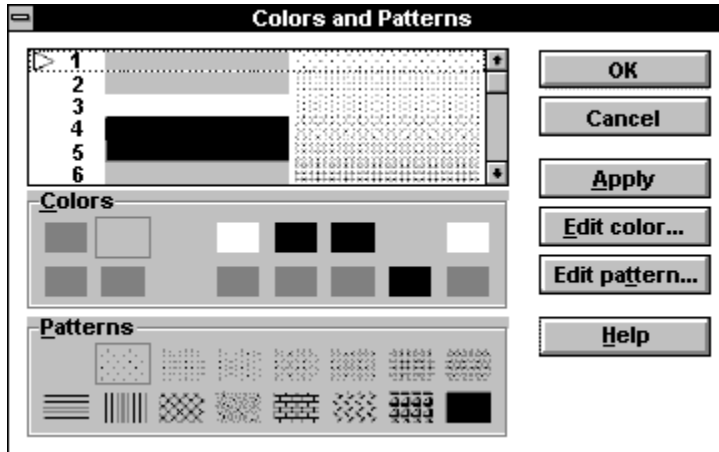 Colors and Patterns
1
2
3
4
5
6
OK
Cancel
Apply
Edit color...
Edit pattern...
Help
Colors
Patterns